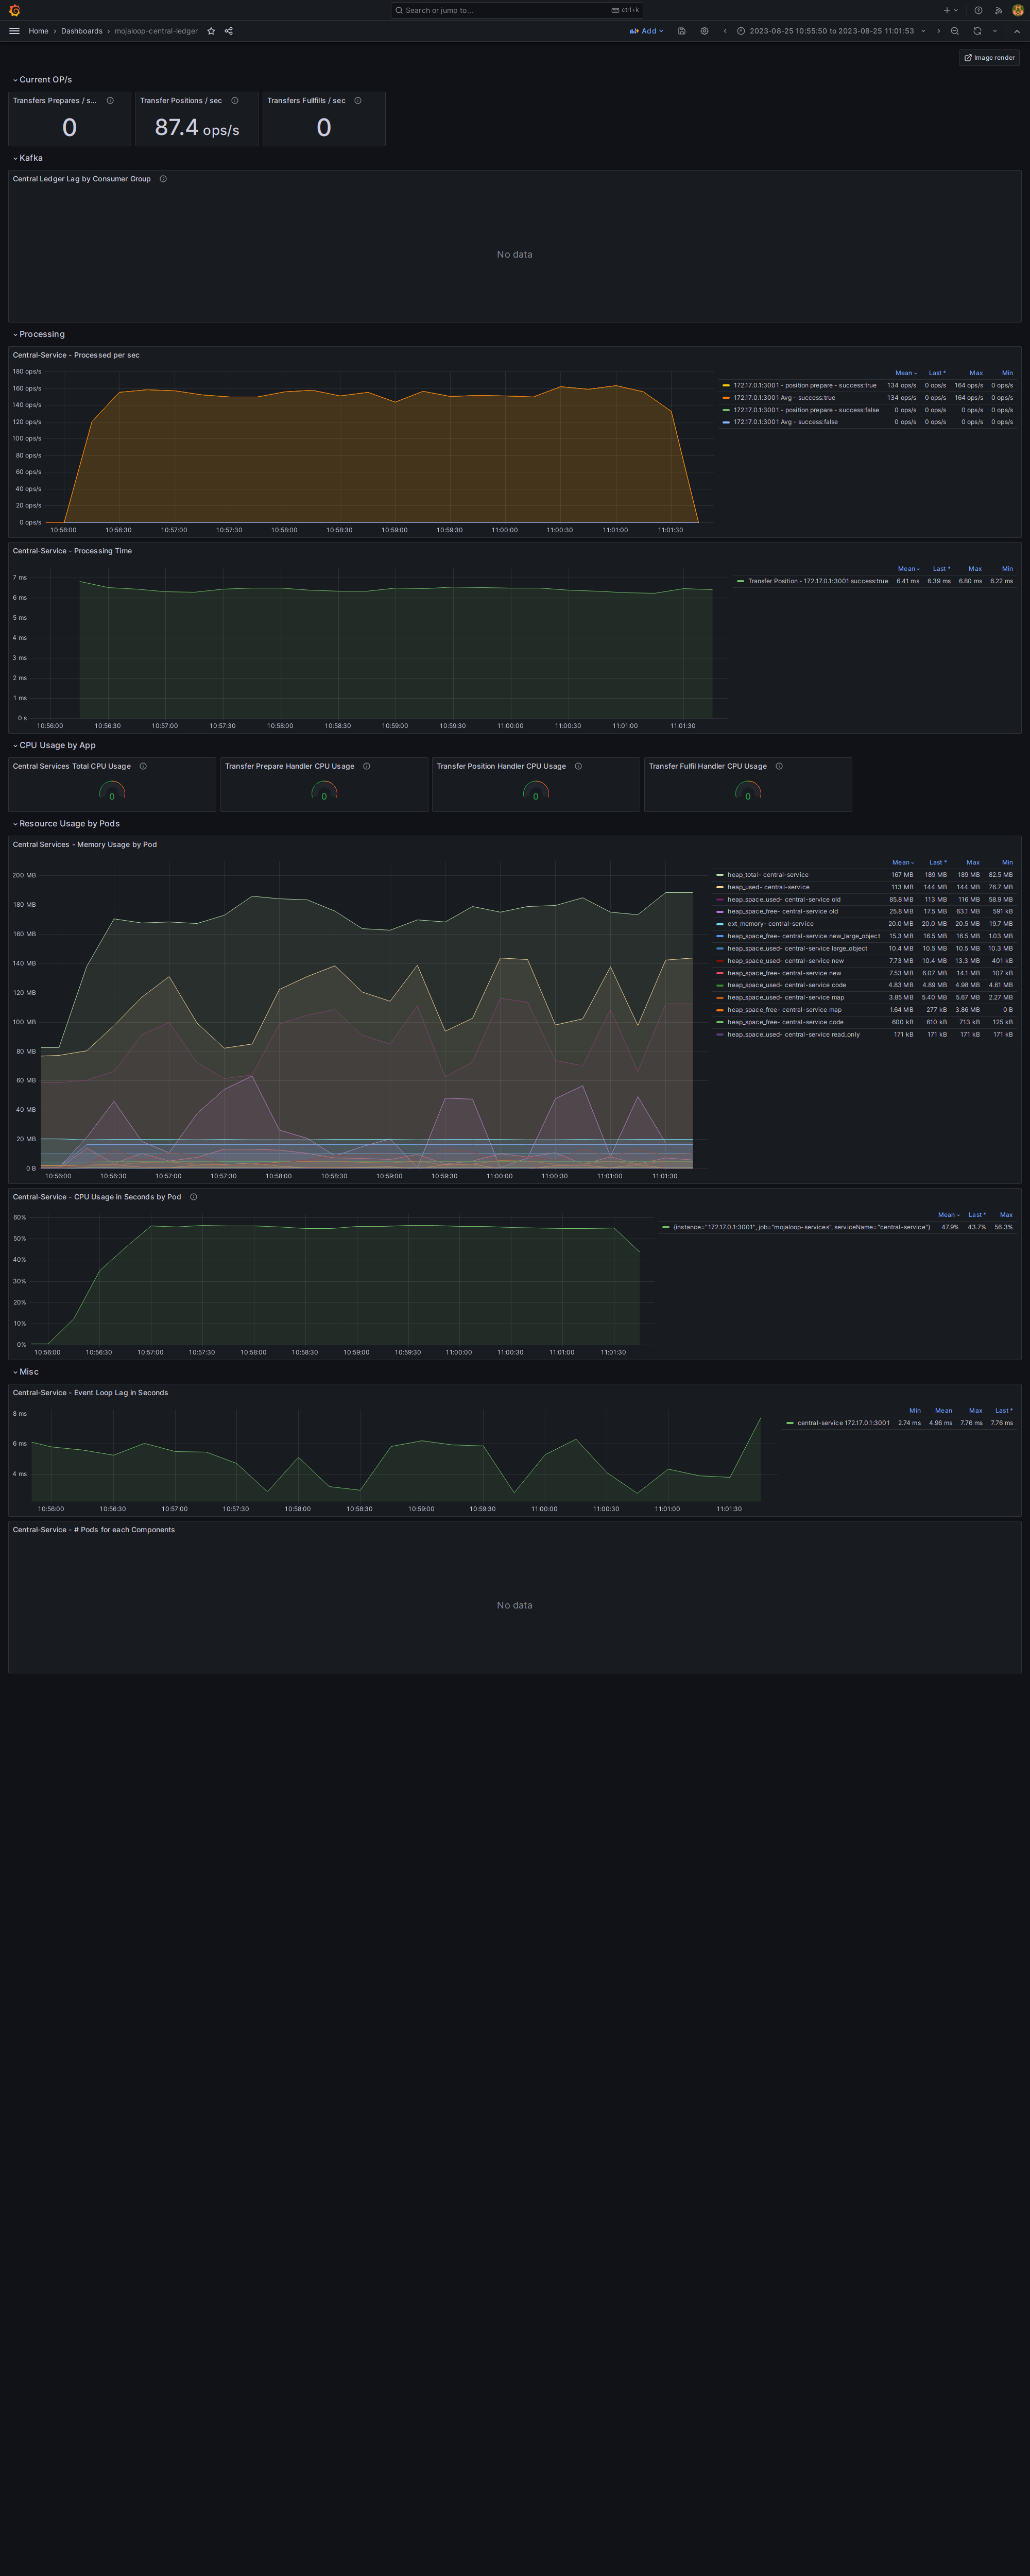 Search or jump to...
ctrl+k
Home › Dashboards › mojaloop-central-ledger
Add
2023-08-25 10:55:50 to 2023-08-25 11:01:53
Image render
Current OP/s
Transfers Prepares / s...
Transfer Positions / sec
Transfers Fullfills / sec
0
87.4 ops/s
0
Kafka
Central Ledger Lag by Consumer Group
No data
Processing
Central-Service - Processed per sec
180 ops/s
160 ops/s
140 ops/s
120 ops/s
100 ops/s
80 ops/s
60 ops/s
40 ops/s
20 ops/s
0 ops/s
10:56:00 10:56:30 10:57:00 10:57:30 10:58:00 10:58:30 10:59:00 10:59:30 11:00:00 11:00:30 11:01:00 11:01:30
Mean Last * Max Min
172.17.0.1:3001 - position prepare - success:true 134 ops/s 0 ops/s 164 ops/s 0 ops/s
172.17.0.1:3001 Avg - success:true 134 ops/s 0 ops/s 164 ops/s 0 ops/s
172.17.0.1:3001 - position prepare - success:false 0 ops/s 0 ops/s 0 ops/s 0 ops/s
172.17.0.1:3001 Avg - success:false 0 ops/s 0 ops/s 0 ops/s 0 ops/s
Central-Service - Processing Time
7 ms
6 ms
5 ms
4 ms
3 ms
2 ms
1 ms
0 s
10:56:00 10:56:30 10:57:00 10:57:30 10:58:00 10:58:30 10:59:00 10:59:30 11:00:00 11:00:30 11:01:00 11:01:30
Mean Last * Max Min
Transfer Position - 172.17.0.1:3001 success:true 6.41 ms 6.39 ms 6.80 ms 6.22 ms
CPU Usage by App
Central Services Total CPU Usage
Transfer Prepare Handler CPU Usage
Transfer Position Handler CPU Usage
Transfer Fulfil Handler CPU Usage
0
0
0
0
Resource Usage by Pods
Central Services - Memory Usage by Pod
200 MB
180 MB
160 MB
140 MB
120 MB
100 MB
80 MB
60 MB
40 MB
20 MB
0 B
10:56:00 10:56:30 10:57:00 10:57:30 10:58:00 10:58:30 10:59:00 10:59:30 11:00:00 11:00:30 11:01:00 11:01:30
Mean Last * Max Min
heap_total- central-service 167 MB 189 MB 189 MB 82.5 MB
heap_used- central-service 113 MB 144 MB 144 MB 76.7 MB
heap_space_used- central-service old 85.8 MB 113 MB 116 MB 58.9 MB
heap_space_free- central-service old 25.8 MB 17.5 MB 63.1 MB 591 kB
ext_memory- central-service 20.0 MB 20.0 MB 20.5 MB 19.7 MB
heap_space_free- central-service new_large_object 15.3 MB 16.5 MB 16.5 MB 1.03 MB
heap_space_used- central-service large_object 10.4 MB 10.5 MB 10.5 MB 10.3 MB
heap_space_used- central-service new 7.73 MB 10.4 MB 13.3 MB 401 kB
heap_space_free- central-service new 7.53 MB 6.07 MB 14.1 MB 107 kB
heap_space_used- central-service code 4.83 MB 4.89 MB 4.98 MB 4.61 MB
heap_space_used- central-service map 3.85 MB 5.40 MB 5.67 MB 2.27 MB
heap_space_free- central-service map 1.64 MB 277 kB 3.86 MB 0 B
heap_space_free- central-service code 600 kB 610 kB 713 kB 125 kB
heap_space_used- central-service read_only 171 kB 171 kB 171 kB 171 kB
Central-Service - CPU Usage in Seconds by Pod
60%
50%
40%
30%
20%
10%
0%
10:56:00 10:56:30 10:57:00 10:57:30 10:58:00 10:58:30 10:59:00 10:59:30 11:00:00 11:00:30 11:01:00 11:01:30
Mean Last * Max
{instance="172.17.0.1:3001", job="mojaloop-services", serviceName="central-service"} 47.9% 43.7% 56.3%
Misc
Central-Service - Event Loop Lag in Seconds
8 ms
6 ms
4 ms
10:56:00 10:56:30 10:57:00 10:57:30 10:58:00 10:58:30 10:59:00 10:59:30 11:00:00 11:00:30 11:01:00 11:01:30
Min Mean Max Last *
central-service 172.17.0.1:3001 2.74 ms 4.96 ms 7.76 ms 7.76 ms
Central-Service - # Pods for each Components
No data